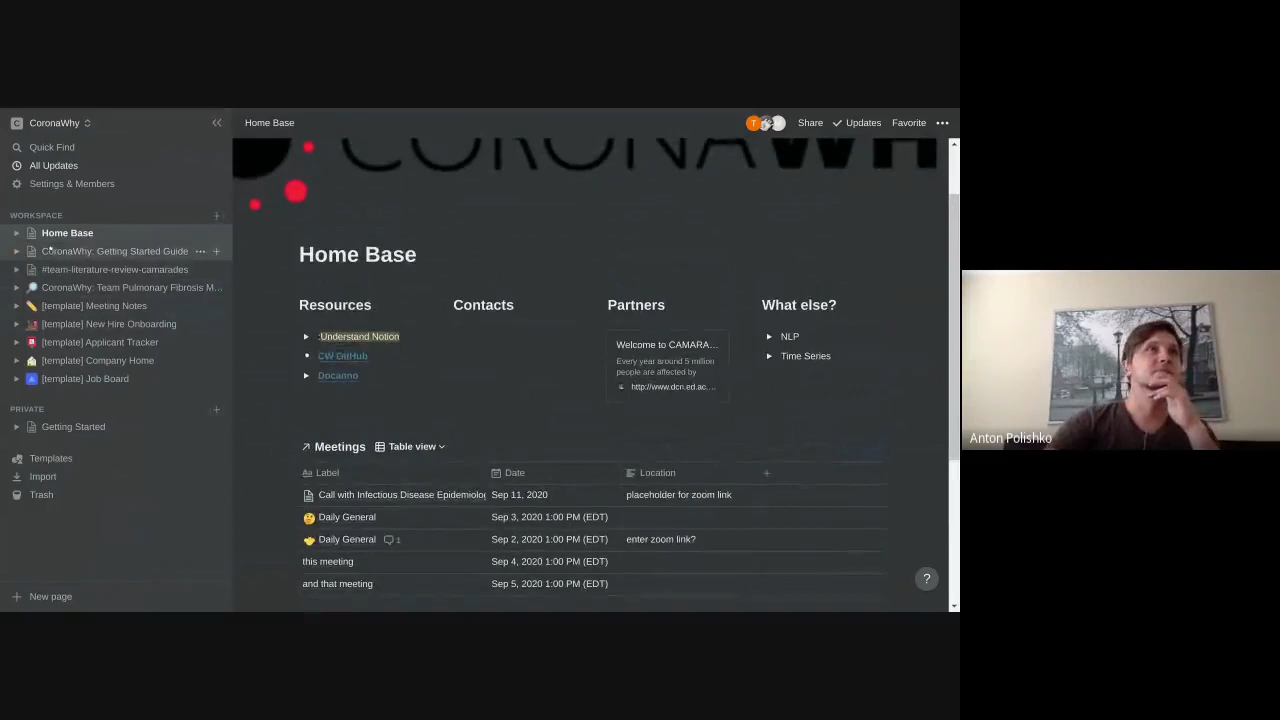 C CoronaWhy
Home Base
T
Share
Updates
Favorite
•••
Quick Find
All Updates
Settings & Members
WORKSPACE
Home Base
CoronaWhy: Getting Started Guide
#team-literature-review-camarades
CoronaWhy: Team Pulmonary Fibrosis M...
[template] Meeting Notes
[template] New Hire Onboarding
[template] Applicant Tracker
[template] Company Home
[template] Job Board
PRIVATE
Getting Started
Templates
Import
Trash
New page
CORONAWH
Home Base
Resources
:Understand Notion
CW GitHub
Docanno
Contacts
Partners
Welcome to CAMARA...
Every year around 5 million
people are affected by
http://www.dcn.ed.ac....
What else?
NLP
Time Series
Meetings Table view
Aa Label Date Location +
Call with Infectious Disease Epidemiolog Sep 11, 2020 placeholder for zoom link
Daily General Sep 3, 2020 1:00 PM (EDT)
Daily General 1 Sep 2, 2020 1:00 PM (EDT) enter zoom link?
this meeting Sep 4, 2020 1:00 PM (EDT)
and that meeting Sep 5, 2020 1:00 PM (EDT)
?
Anton Polishko